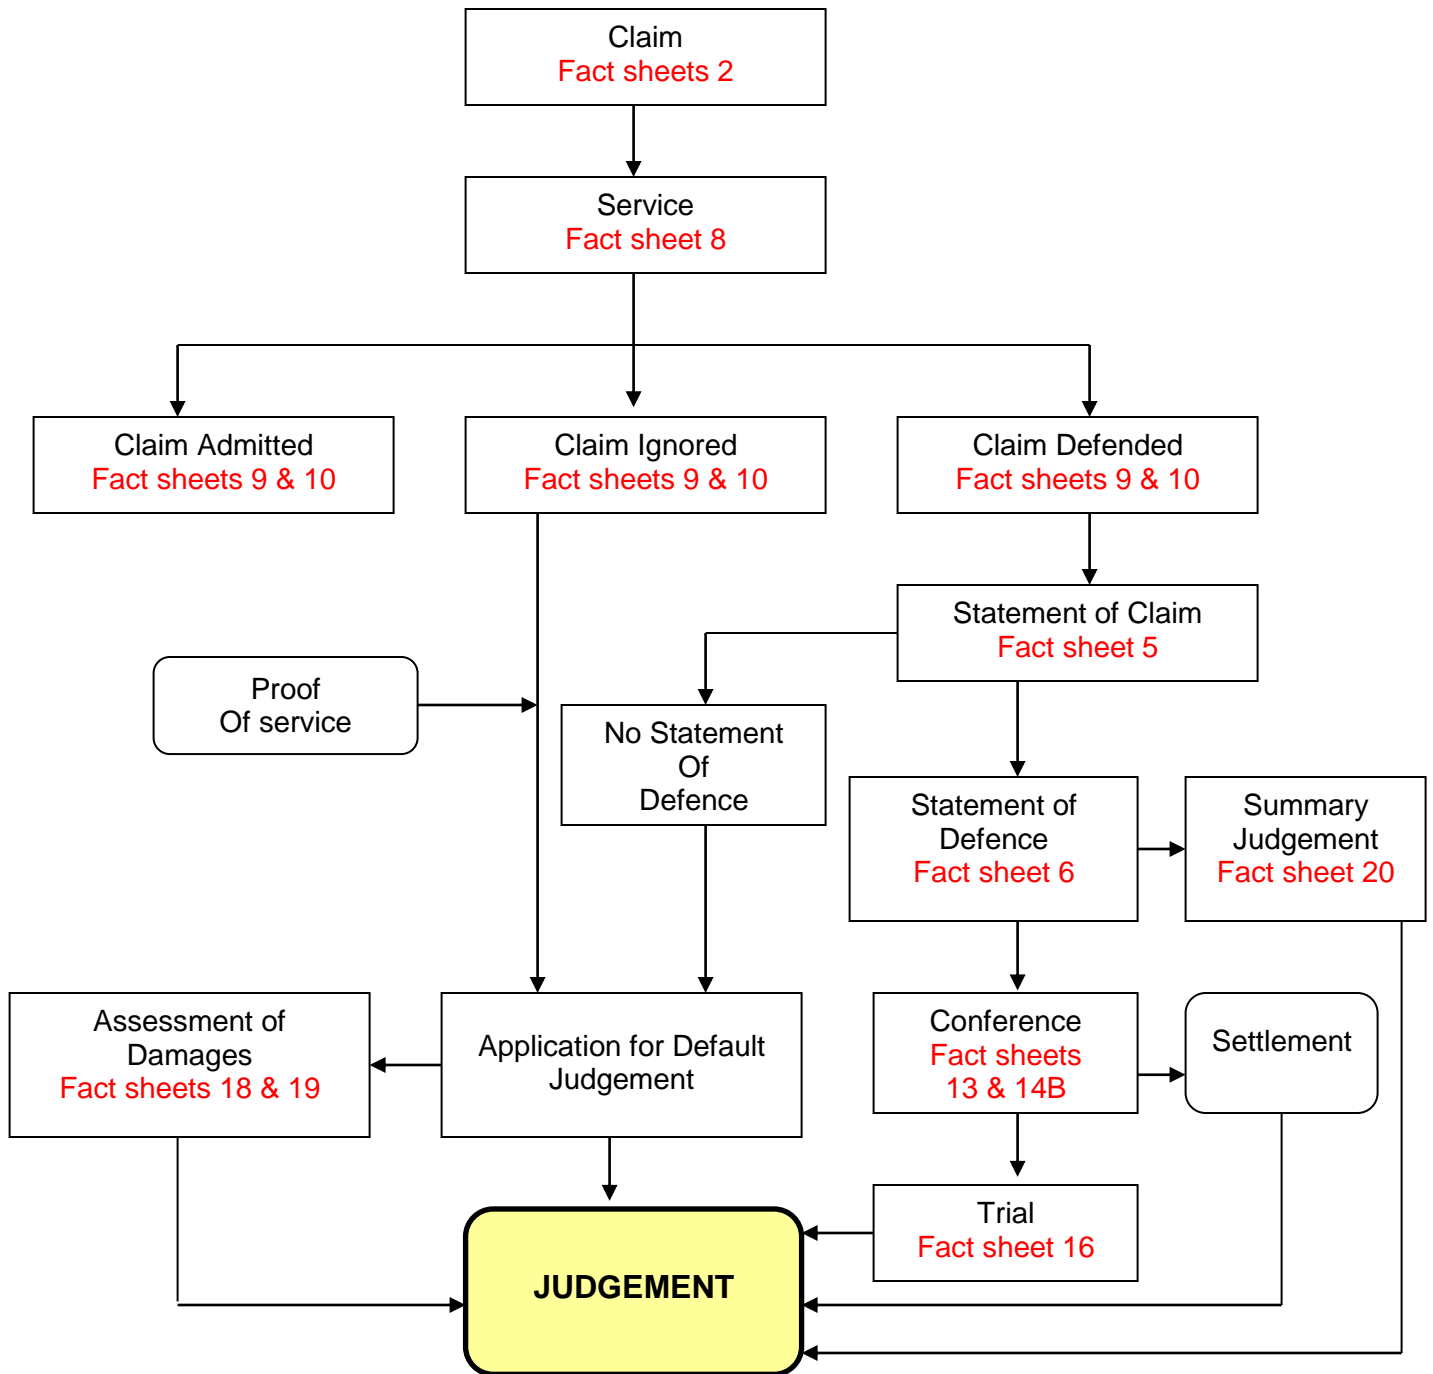 Claim
Fact sheets 2
Service
Fact sheet 8
Claim Admitted
Fact sheets 9 & 10
Claim Ignored
Fact sheets 9 & 10
Claim Defended
Fact sheets 9 & 10
Statement of Claim
Fact sheet 5
Proof
Of service
No Statement
Of
Defence
Statement of
Defence
Fact sheet 6
Summary
Judgement
Fact sheet 20
Assessment of
Damages
Fact sheets 18 & 19
Application for Default
Judgement
Conference
Fact sheets
13 & 14B
Settlement
Trial
Fact sheet 16
JUDGEMENT